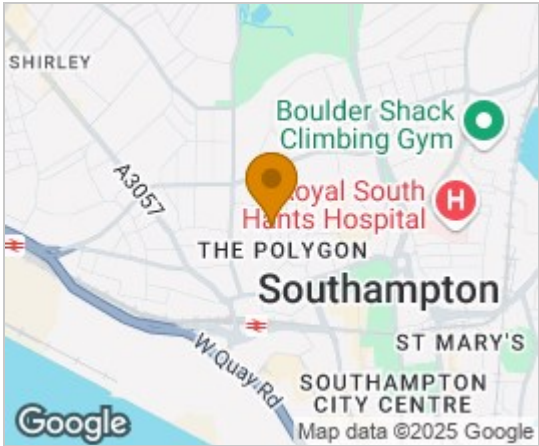 SHIRLEY
Boulder Shack
Climbing Gym
A3057
Royal South
Hants Hospital
H
THE POLYGON
Southampton
ST MARY'S
W Quay Rd
SOUTHAMPTON
CITY CENTRE
Google
Map data ©2025 Google